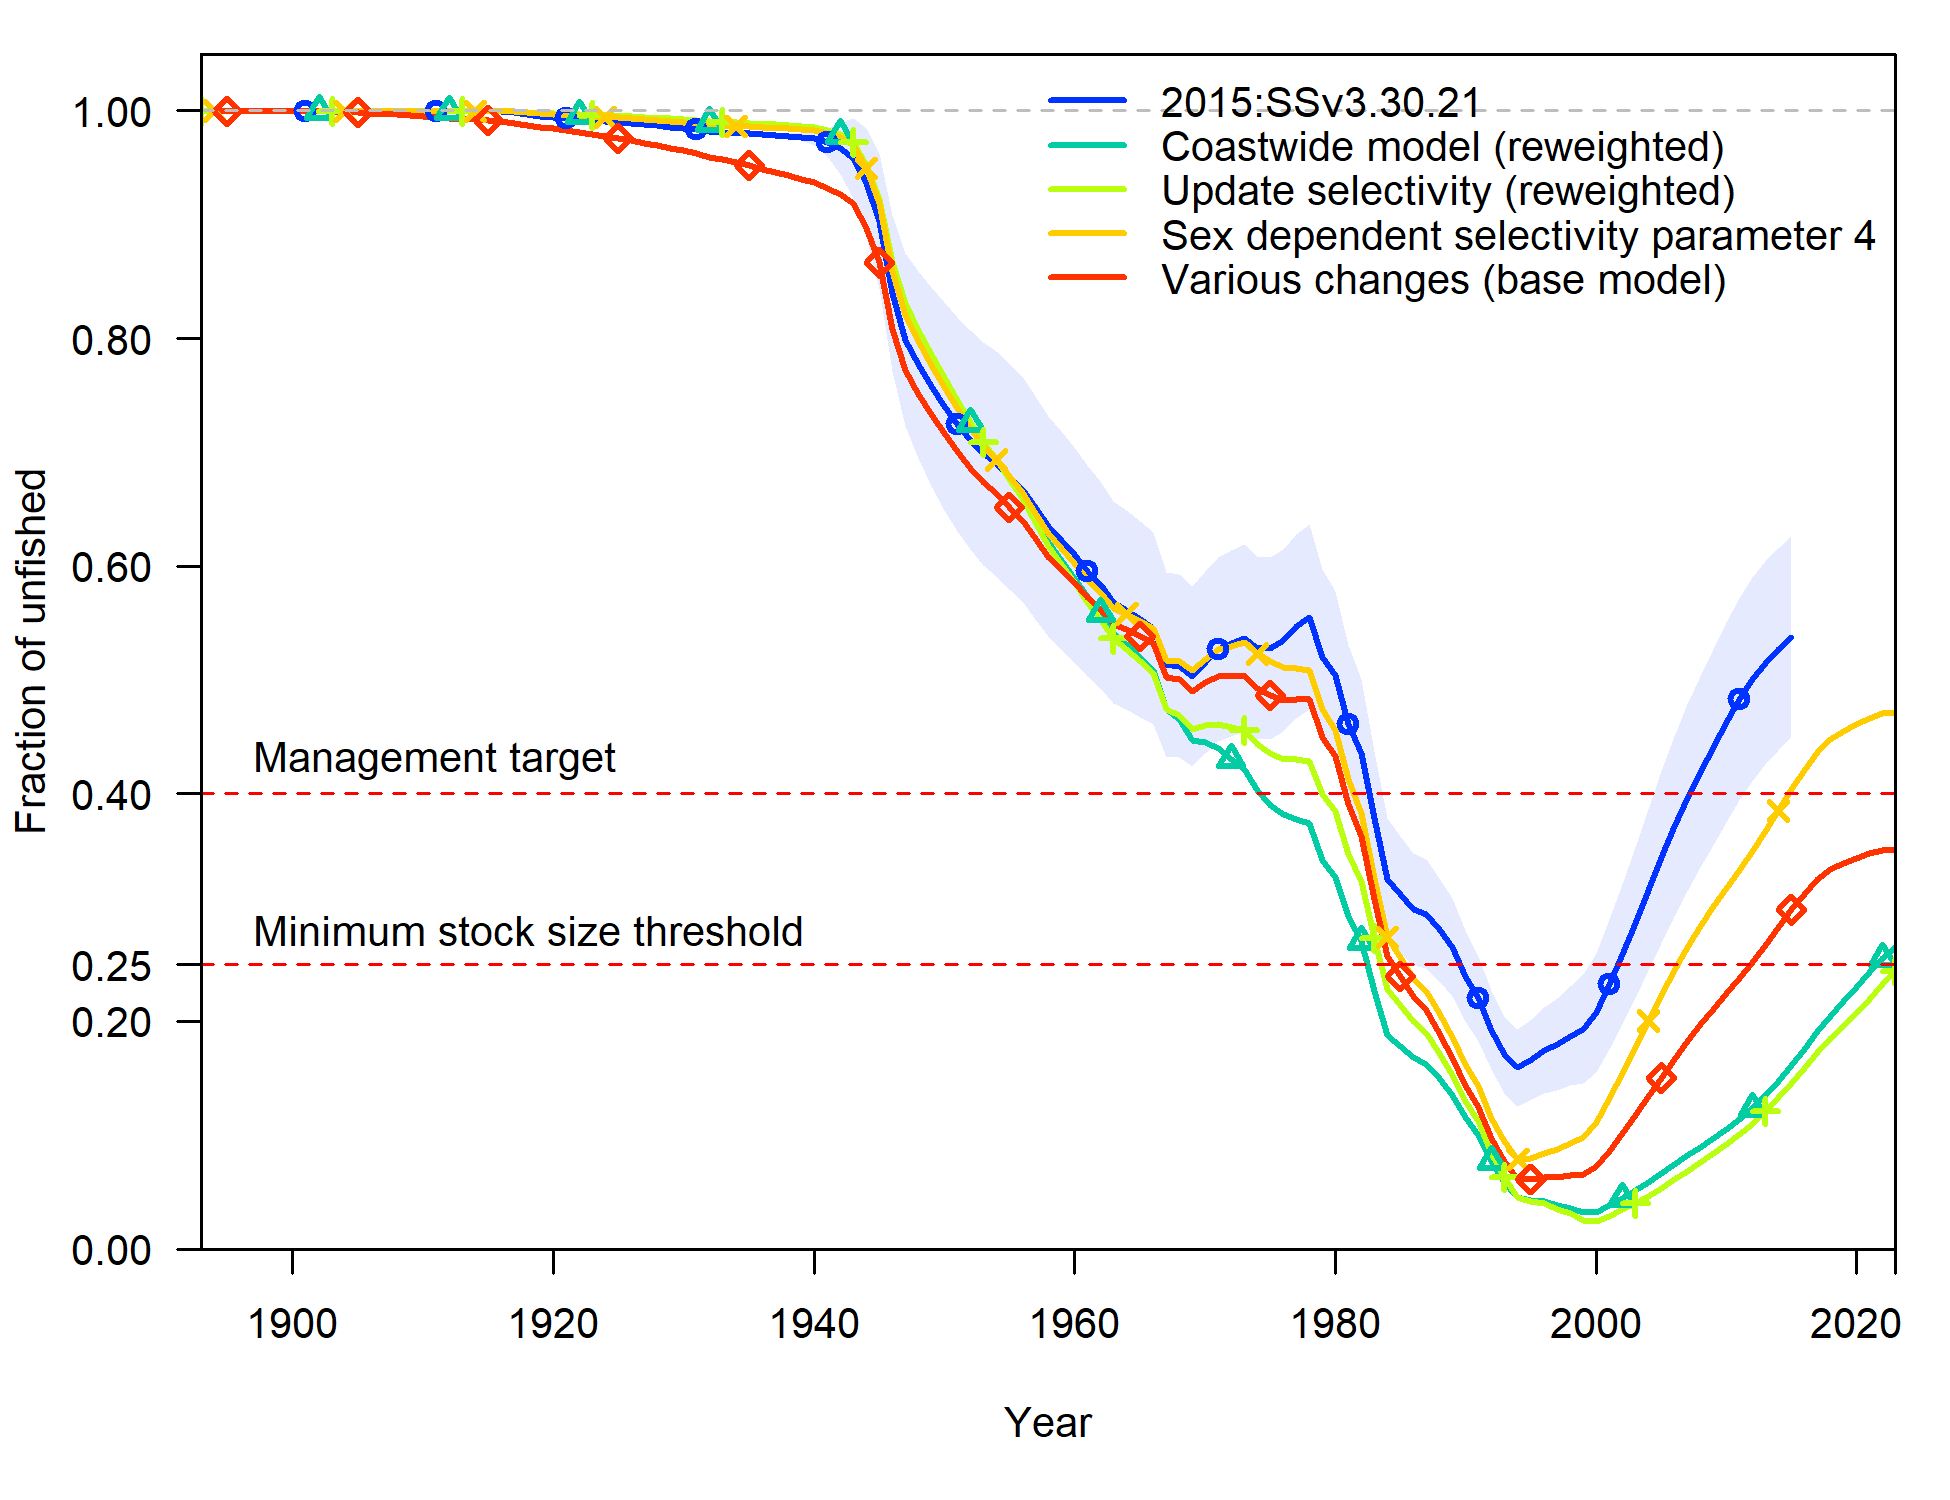 2015:SSv3.30.21
Coastwide model (reweighted)
Update selectivity (reweighted)
Sex dependent selectivity parameter 4
Various changes (base model)
1.00
0.80
0.60
0.40
0.25
0.20
0.00
Fraction of unfished
Management target
Minimum stock size threshold
1900
1920
1940
1960
1980
2000
2020
Year